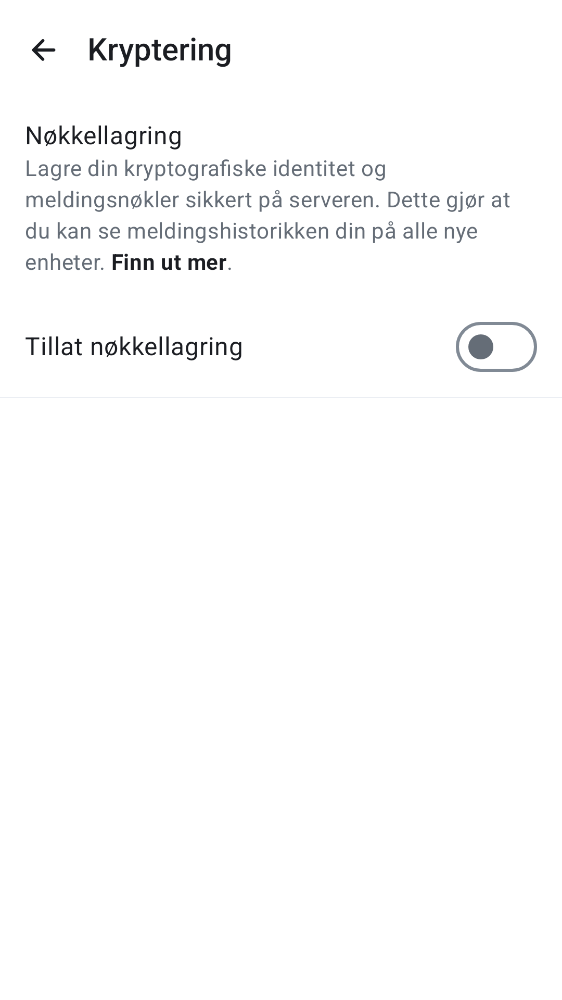 Kryptering
Nøkkellagring
Lagre din kryptografiske identitet og
meldingsnøkler sikkert på serveren. Dette gjør at
du kan se meldingshistorikken din på alle nye
enheter. Finn ut mer.
Tillat nøkkellagring